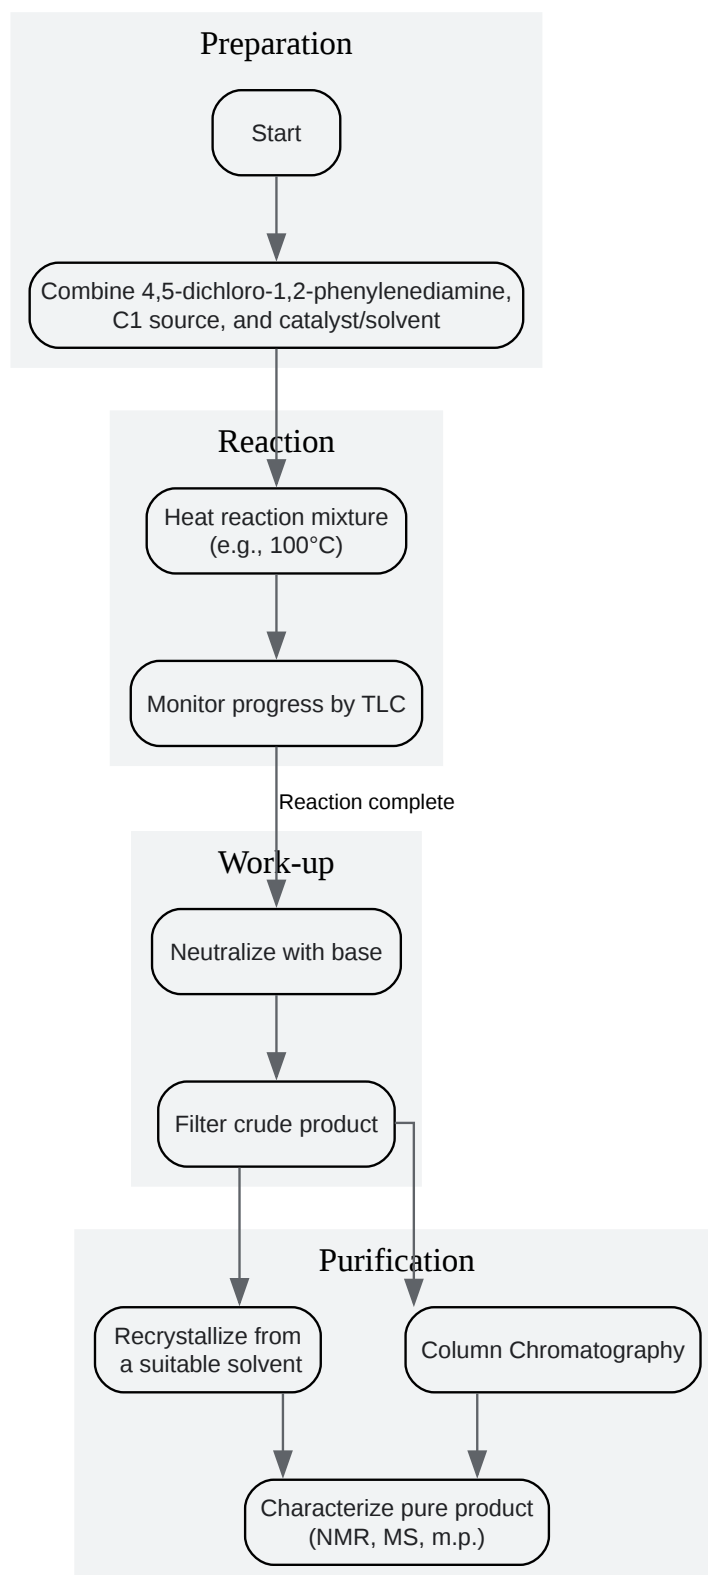 Preparation
Start
Combine 4,5-dichloro-1,2-phenylenediamine,
C1 source, and catalyst/solvent
Reaction
Heat reaction mixture
(e.g., 100°C)
Monitor progress by TLC
Reaction complete
Work-up
Neutralize with base
Filter crude product
Purification
Recrystallize from
a suitable solvent
Column Chromatography
Characterize pure product
(NMR, MS, m.p.)